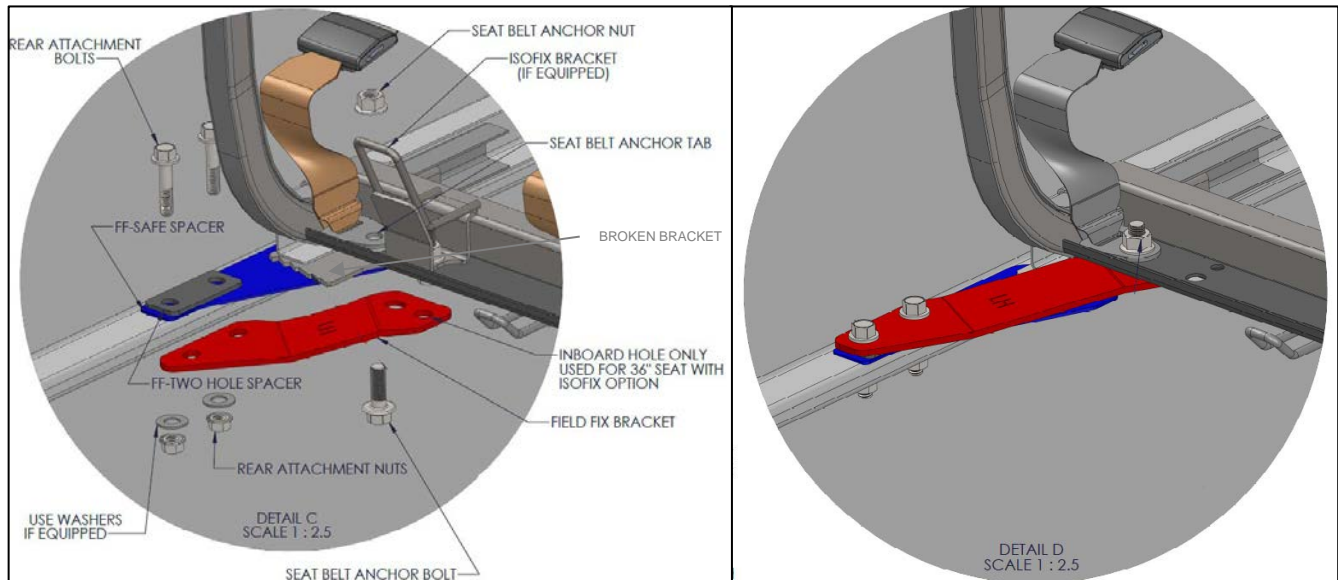 SEAT BELT ANCHOR NUT
REAR ATTACHMENT
BOLTS
ISOFIX BRACKET
(IF EQUIPPED)
SEAT BELT ANCHOR TAB
FF-SAFE SPACER
BROKEN BRACKET
INBOARD HOLE ONLY
USED FOR 36" SEAT WITH
ISOFIX OPTION
FF-TWO HOLE SPACER
FIELD FIX BRACKET
REAR ATTACHMENT NUTS
USE WASHERS
IF EQUIPPED
DETAIL C
SCALE 1 : 2.5
SEAT BELT ANCHOR BOLT
LH
DETAIL D
SCALE 1 : 2.5